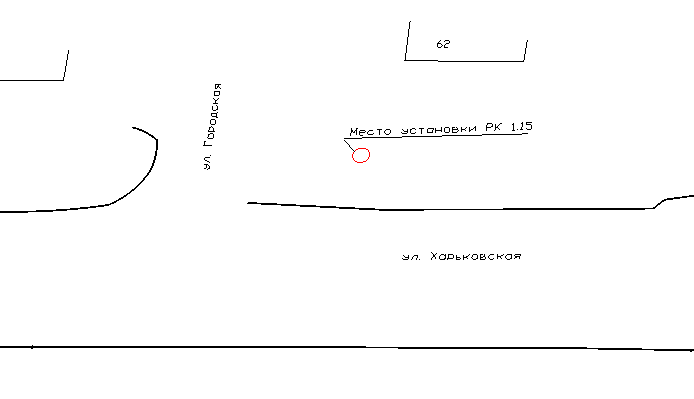 62
ул. Городская
Место установки РК 1.15
ул. Харьковская